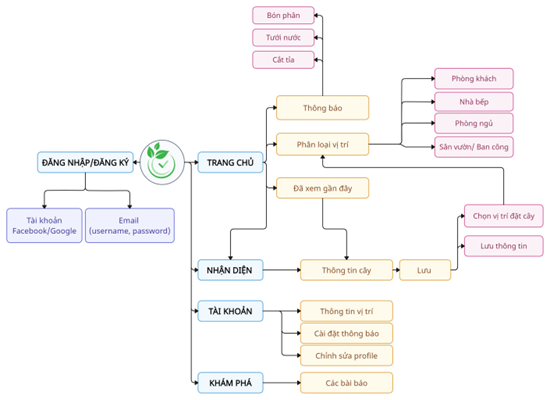 Bón phân
Tưới nước
Cắt tỉa
Thông báo
Phòng khách
Nhà bếp
Phòng ngủ
Sân vườn/ Ban công
Phân loại vị trí
ĐĂNG NHẬP/ĐĂNG KÝ
TRANG CHỦ
Đã xem gần đây
Tài khoản
Facebook/Google
Email
(username, password)
Chọn vị trí đặt cây
Lưu thông tin
NHẬN DIỆN
Thông tin cây
Lưu
TÀI KHOẢN
Thông tin vị trí
Cài đặt thông báo
Chỉnh sửa profile
KHÁM PHÁ
Các bài báo